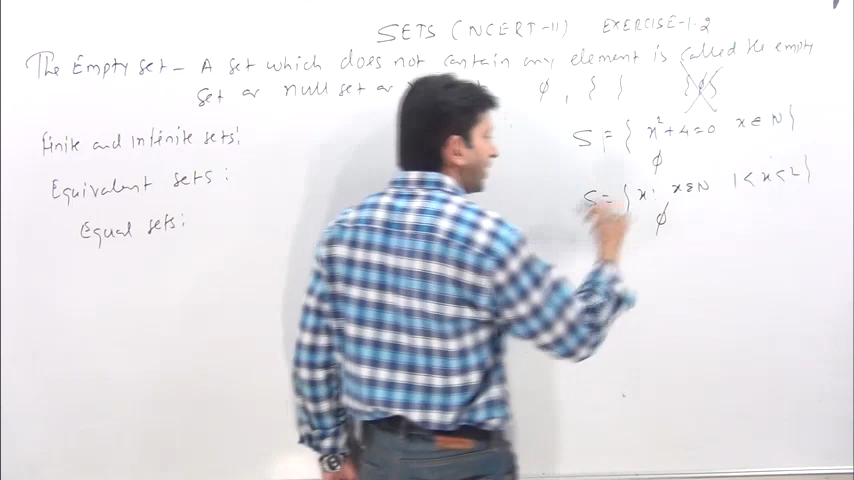 SETS (NCERT-11) EXERCISE-1.2
The Empty set - A set which does not contain any element is called the empty
set or null set or ϕ , { } {ϕ}
S = { x²+4=0 x∈N }
ϕ
Finite and Infinite sets:
S = { x : x∈N 1<x<2 }
ϕ
Equivalent sets :
Equal sets :